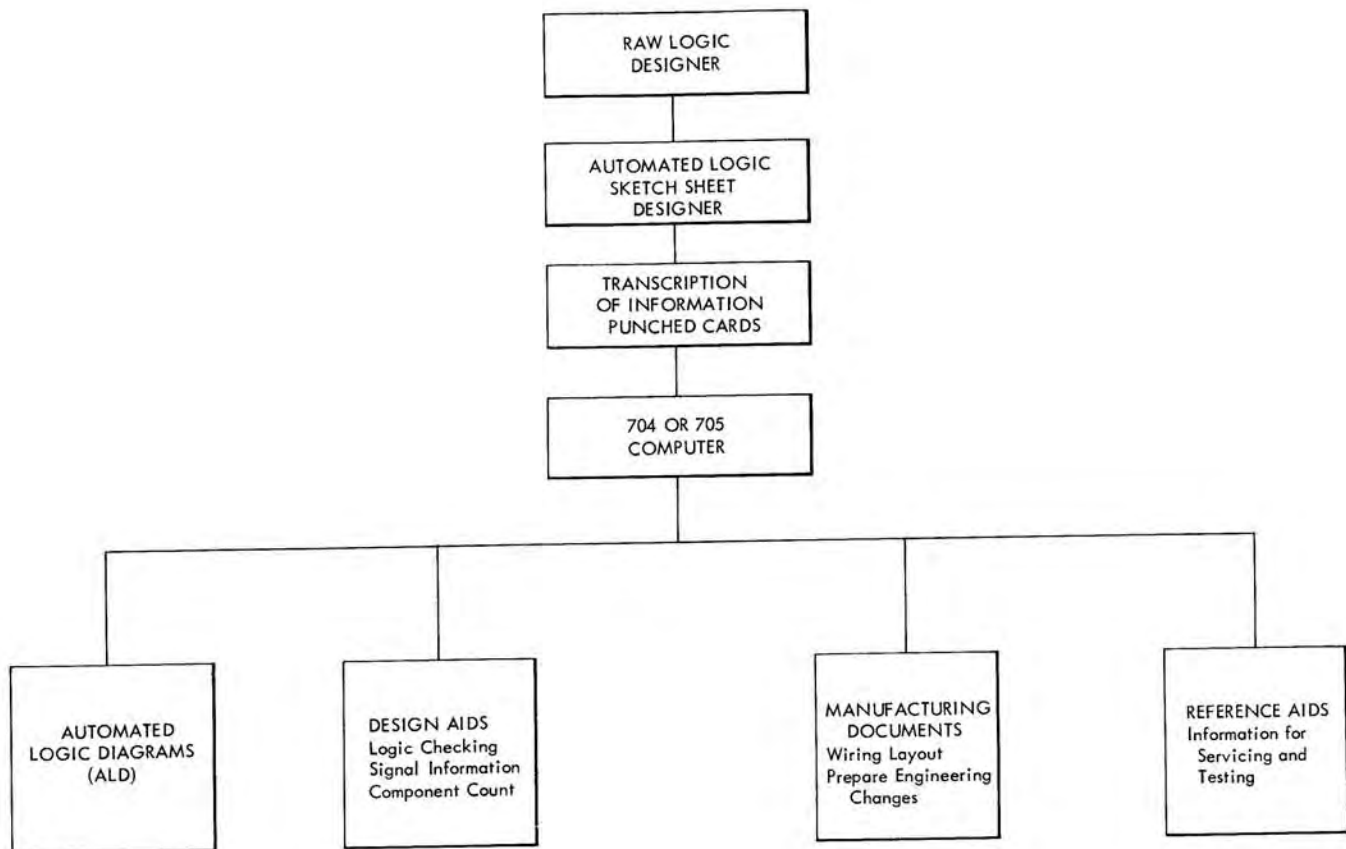 RAW LOGIC
DESIGNER
AUTOMATED LOGIC
SKETCH SHEET
DESIGNER
TRANSCRIPTION
OF INFORMATION
PUNCHED CARDS
704 OR 705
COMPUTER
AUTOMATED
LOGIC DIAGRAMS
(ALD)
DESIGN AIDS
Logic Checking
Signal Information
Component Count
MANUFACTURING
DOCUMENTS
Wiring Layout
Prepare Engineering
Changes
REFERENCE AIDS
Information for
Servicing and
Testing